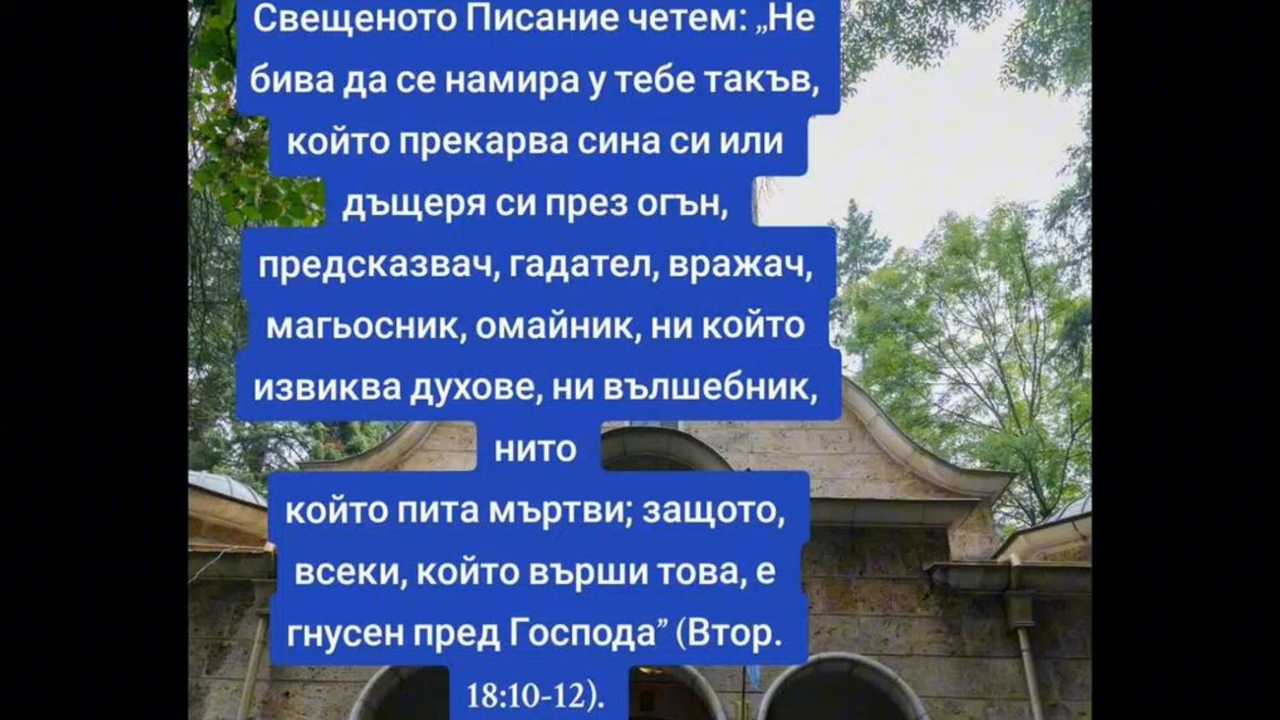 Свещеното Писание четем: „Не
бива да се намира у тебе такъв,
който прекарва сина си или
дъщеря си през огън,
предсказвач, гадател, вражач,
магьосник, омайник, ни който
извиква духове, ни вълшебник,
нито
който пита мъртви; защото,
всеки, който върши това, е
гнусен пред Господа” (Втор.
18:10-12).